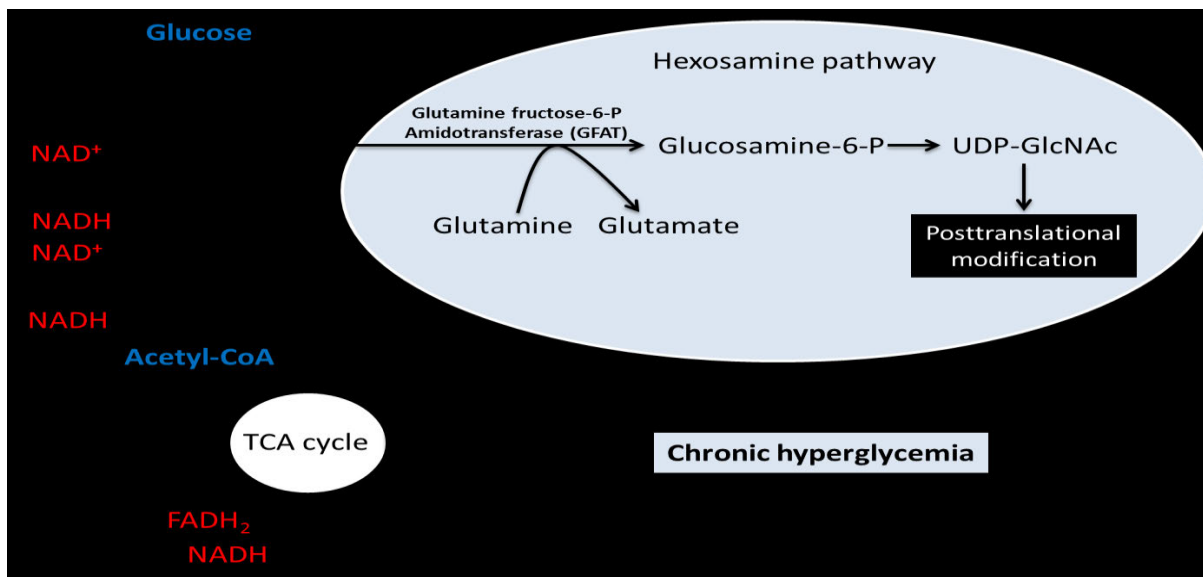 Glucose
Hexosamine pathway
Glutamine fructose-6-P
Amidotransferase (GFAT)
NAD⁺
Glucosamine-6-P
UDP-GlcNAc
NADH
Glutamine
Glutamate
NAD⁺
Posttranslational
modification
NADH
Acetyl-CoA
TCA cycle
Chronic hyperglycemia
FADH₂
NADH